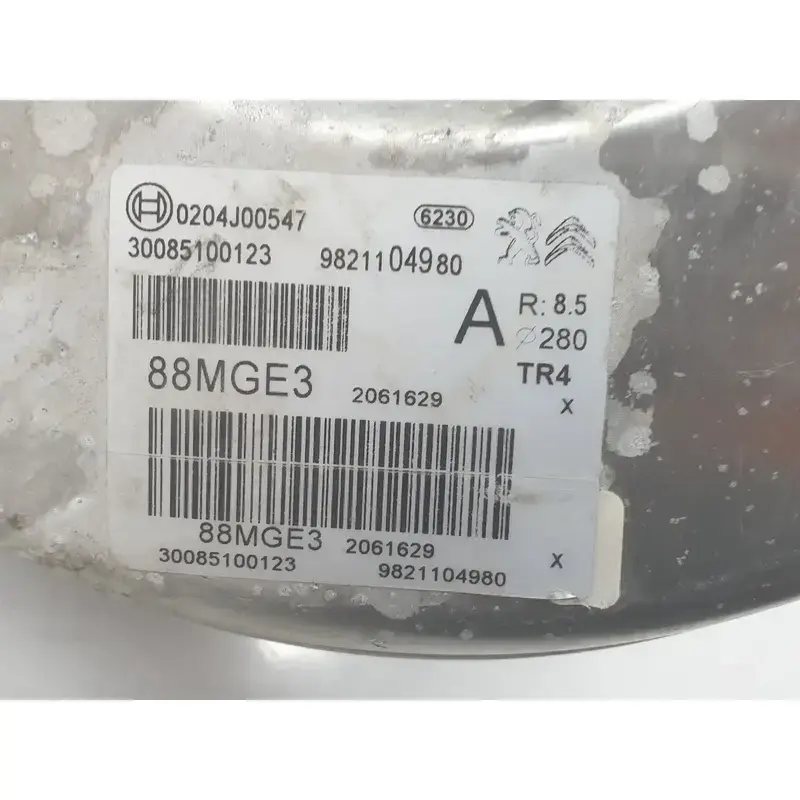 0204J00547 6230
30085100123 9821104980
A R: 8.5
∅280
88MGE3 2061629 TR4
X
88MGE3 2061629
30085100123 9821104980 X